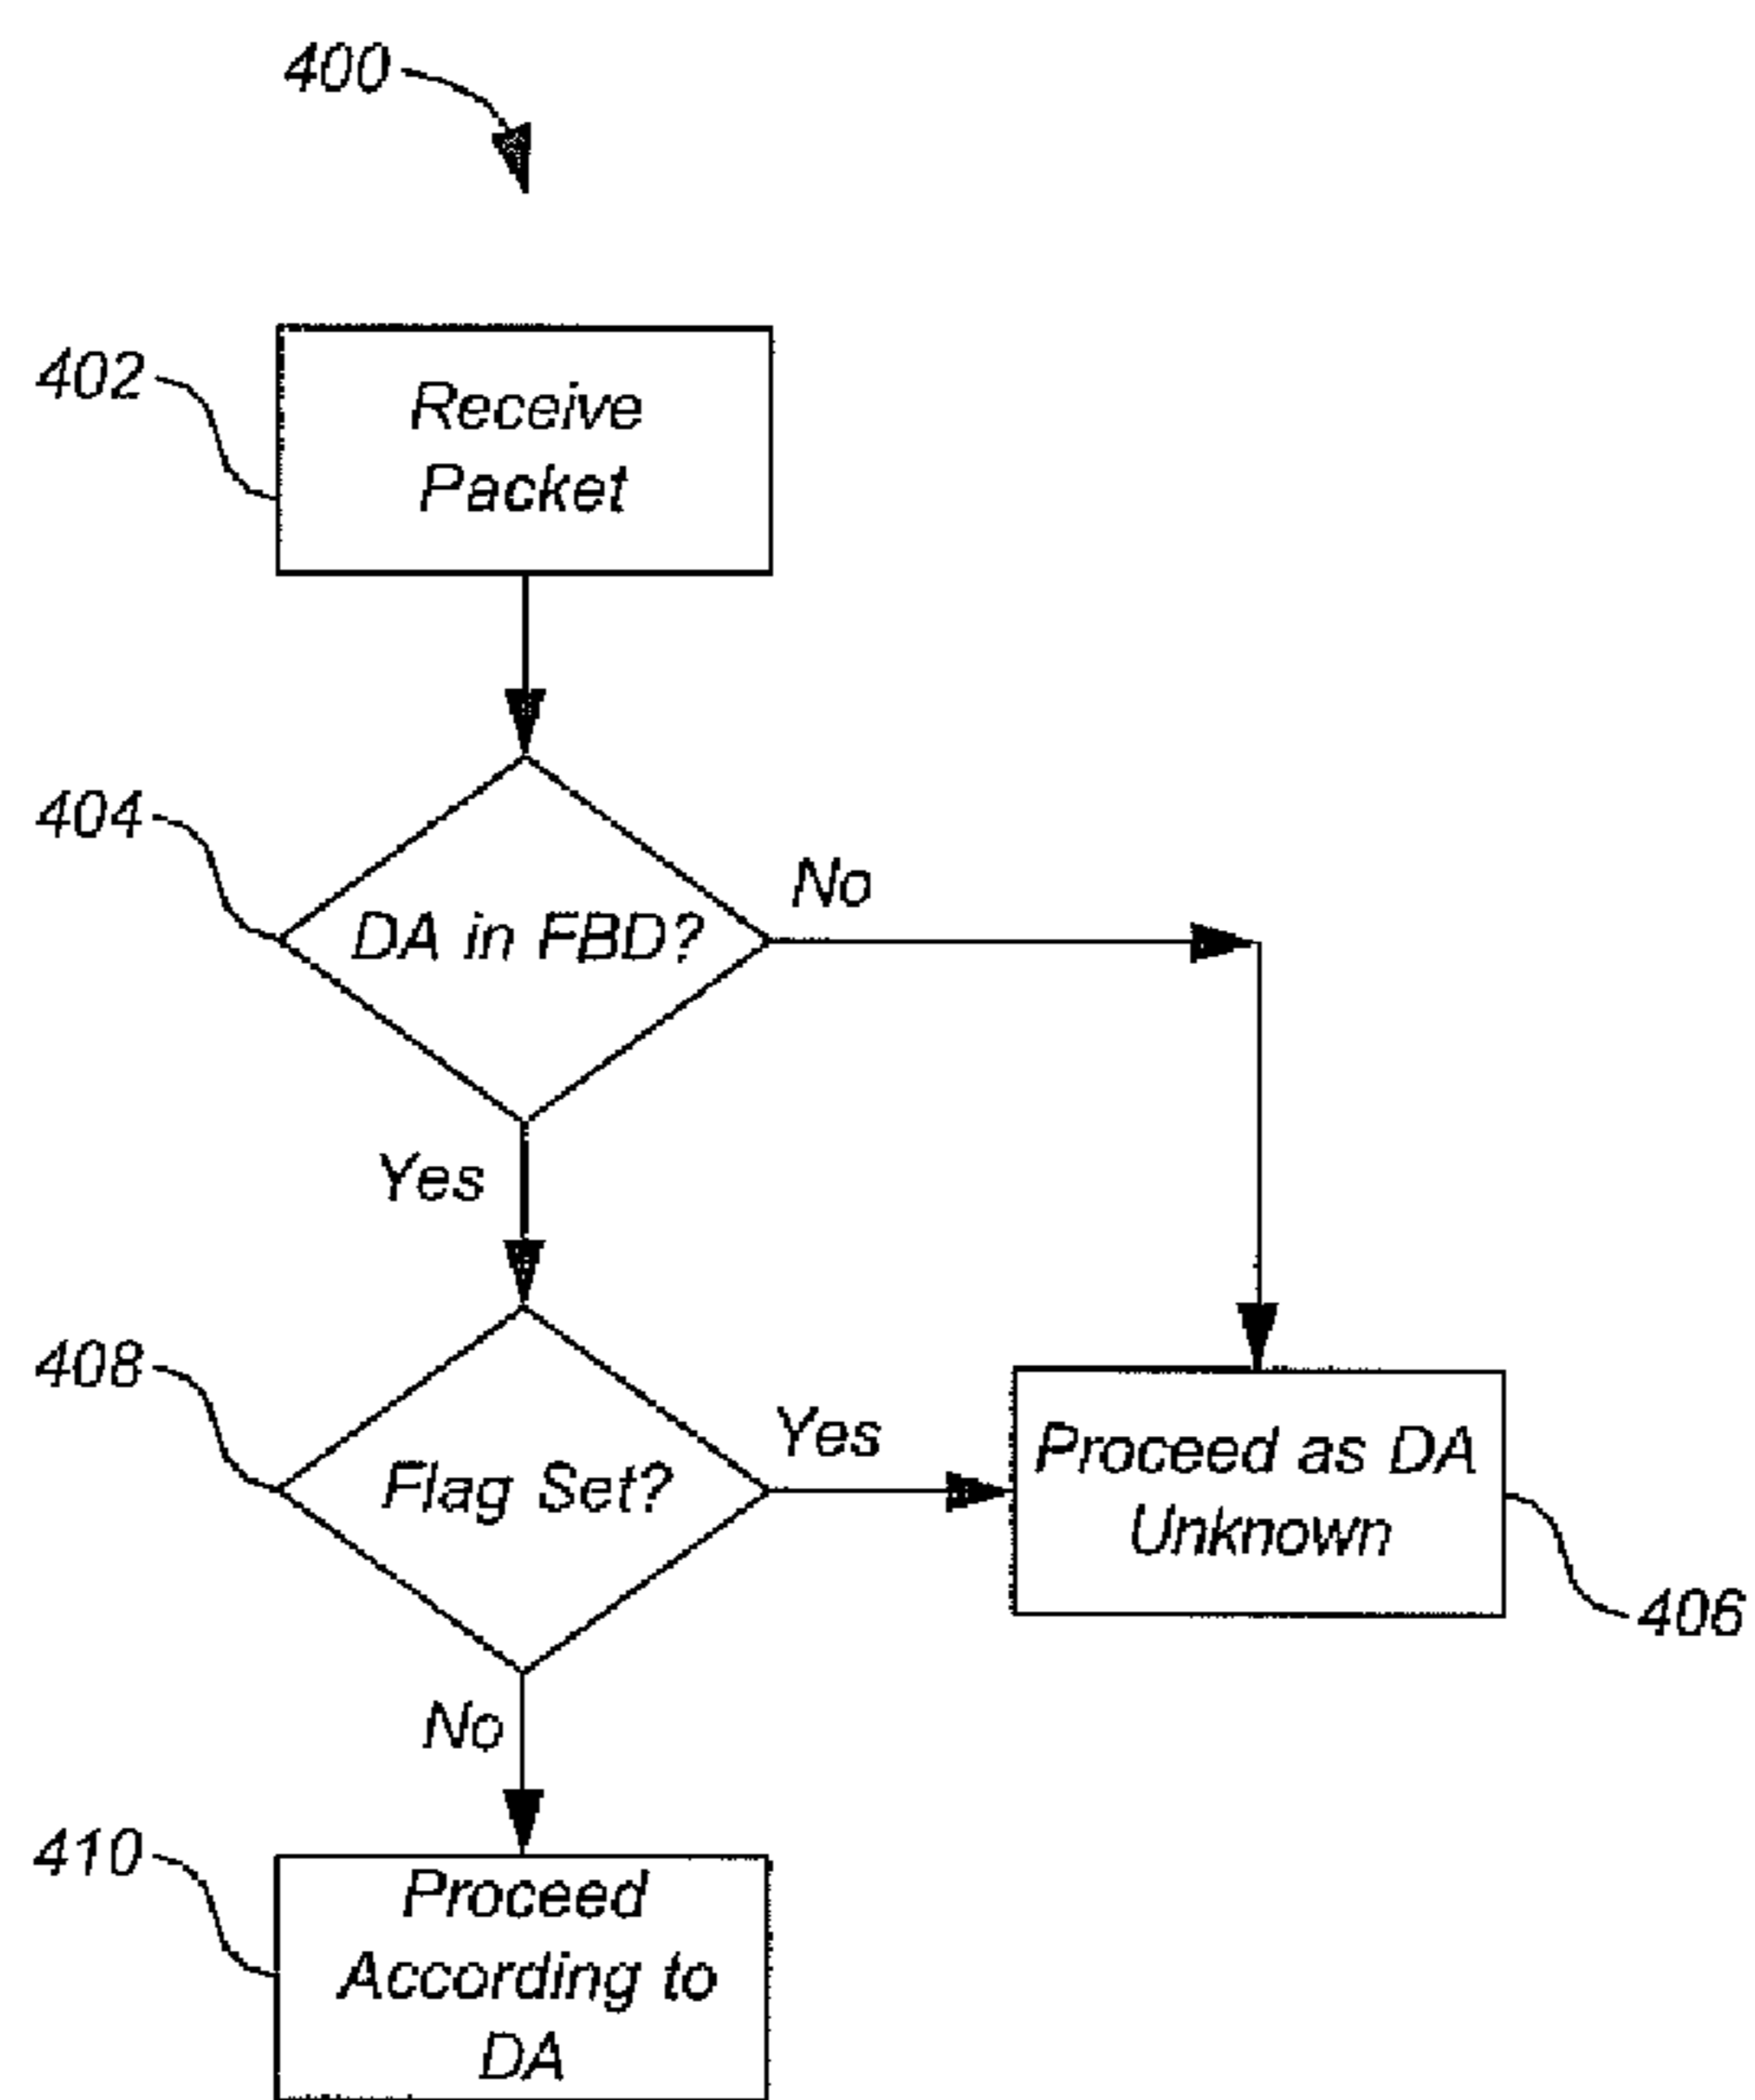 400
402
Receive
Packet
404
DA in FBD?
No
Yes
408
Flag Set?
Yes
Proceed as DA
Unknown
406
No
410
Proceed
According to
DA